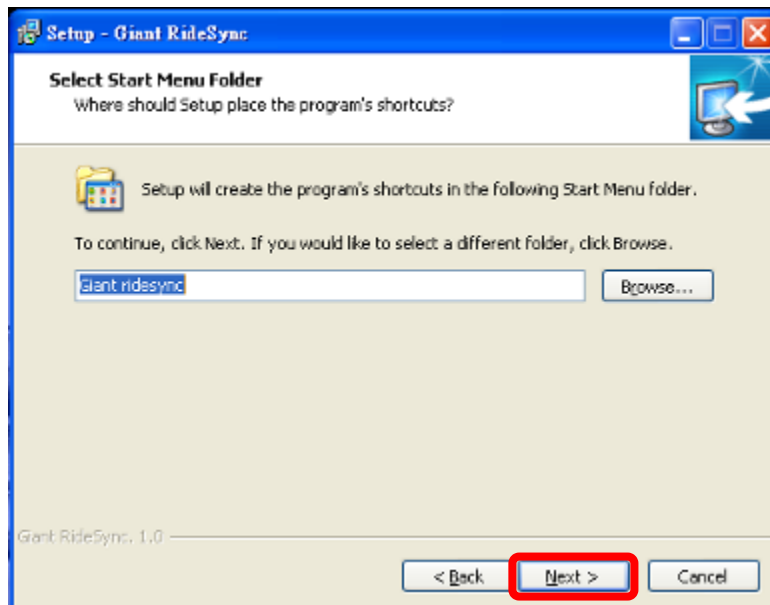 Setup - Giant RideSync
Select Start Menu Folder
Where should Setup place the program's shortcuts?
Setup will create the program's shortcuts in the following Start Menu folder.
To continue, click Next. If you would like to select a different folder, click Browse.
Giant ridesync
Browse...
Giant RideSync. 1.0
< Back
Next >
Cancel